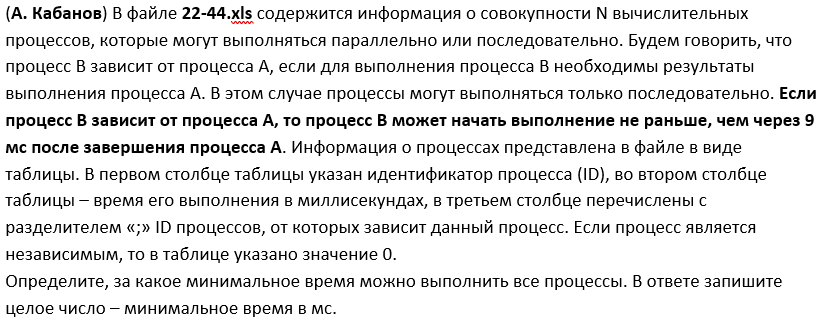 (А. Кабанов) В файле 22-44.xls содержится информация о совокупности N вычислительных
процессов, которые могут выполняться параллельно или последовательно. Будем говорить, что
процесс B зависит от процесса A, если для выполнения процесса B необходимы результаты
выполнения процесса A. В этом случае процессы могут выполняться только последовательно. Если
процесс B зависит от процесса A, то процесс B может начать выполнение не раньше, чем через 9
мс после завершения процесса A. Информация о процессах представлена в файле в виде
таблицы. В первом столбце таблицы указан идентификатор процесса (ID), во втором столбце
таблицы – время его выполнения в миллисекундах, в третьем столбце перечислены с
разделителем «;» ID процессов, от которых зависит данный процесс. Если процесс является
независимым, то в таблице указано значение 0.
Определите, за какое минимальное время можно выполнить все процессы. В ответе запишите
целое число – минимальное время в мс.